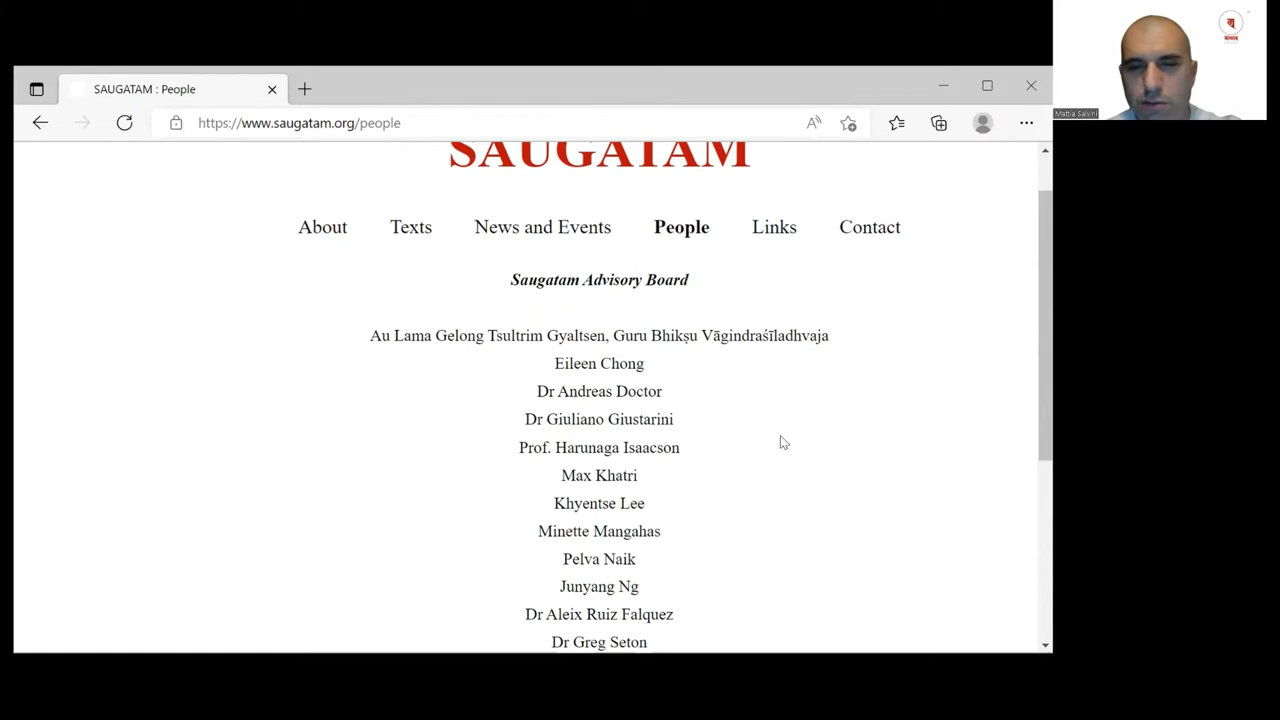 SAUGATAM : People
https://www.saugatam.org/people
SAUGATAM
About Texts News and Events People Links Contact
Saugatam Advisory Board
Au Lama Gelong Tsultrim Gyaltsen, Guru Bhikṣu Vāgindraśīladhvaja
Eileen Chong
Dr Andreas Doctor
Dr Giuliano Giustarini
Prof. Harunaga Isaacson
Max Khatri
Khyentse Lee
Minette Mangahas
Pelva Naik
Junyang Ng
Dr Aleix Ruiz Falquez
Dr Greg Seton
Mattia Salvini